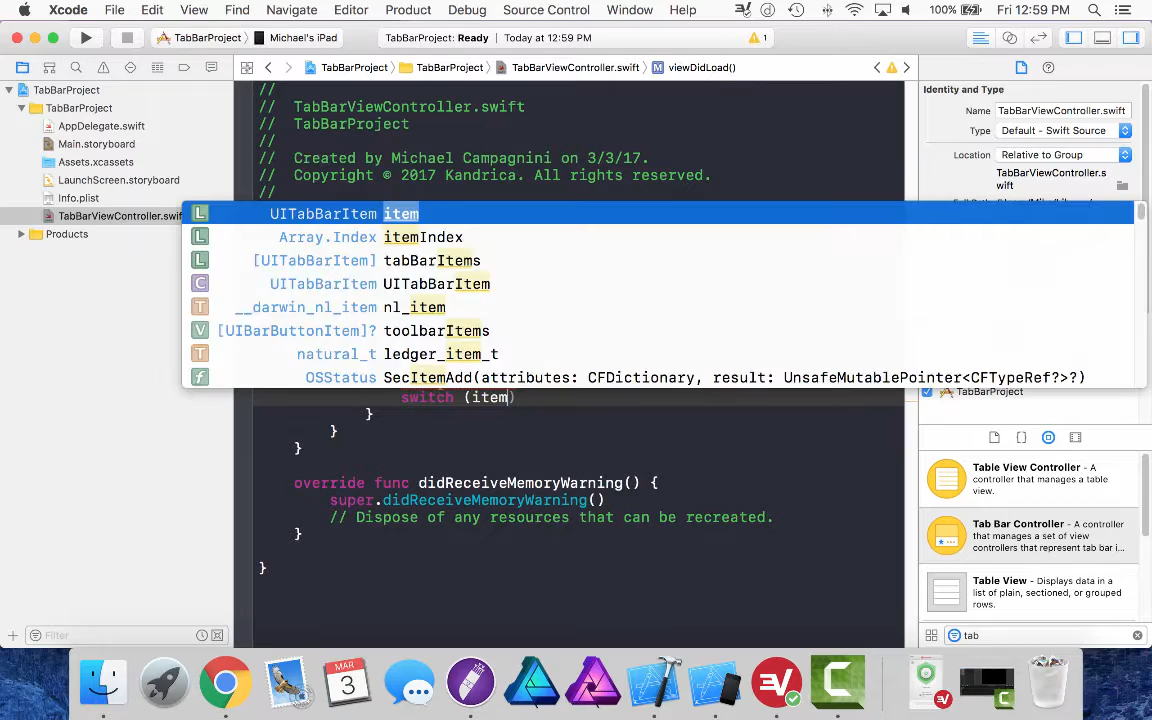 Xcode File Edit View Find Navigate Editor Product Debug Source Control Window Help 100% Fri 12:59 PM
TabBarProject Michael's iPad TabBarProject: Ready Today at 12:59 PM 1
TabBarProject TabBarProject TabBarViewController.swift M viewDidLoad()
TabBarProject
TabBarProject
AppDelegate.swift
Main.storyboard
Assets.xcassets
LaunchScreen.storyboard
Info.plist
TabBarViewController.swif
Products
//
// TabBarViewController.swift
// TabBarProject
//
// Created by Michael Campagnini on 3/3/17.
// Copyright © 2017 Kandrica. All rights reserved.
//
L UITabBarItem item
L Array.Index itemIndex
L [UITabBarItem] tabBarItems
C UITabBarItem UITabBarItem
T __darwin_nl_item nl_item
V [UIBarButtonItem]? toolbarItems
T natural_t ledger_item_t
f OSStatus SecItemAdd(attributes: CFDictionary, result: UnsafeMutablePointer<CFTypeRef?>?)
switch (item)
}
}
}
override func didReceiveMemoryWarning() {
super.didReceiveMemoryWarning()
// Dispose of any resources that can be recreated.
}
}
Identity and Type
Name TabBarViewController.swift
Type Default - Swift Source
Location Relative to Group
TabBarViewController.s
wift
TabBarProject
Table View Controller - A
controller that manages a table
view.
Tab Bar Controller - A controller
that manages a set of view
controllers that represent tab bar i...
Table View - Displays data in a
list of plain, sectioned, or grouped
rows.
Filter
tab
MAR
3